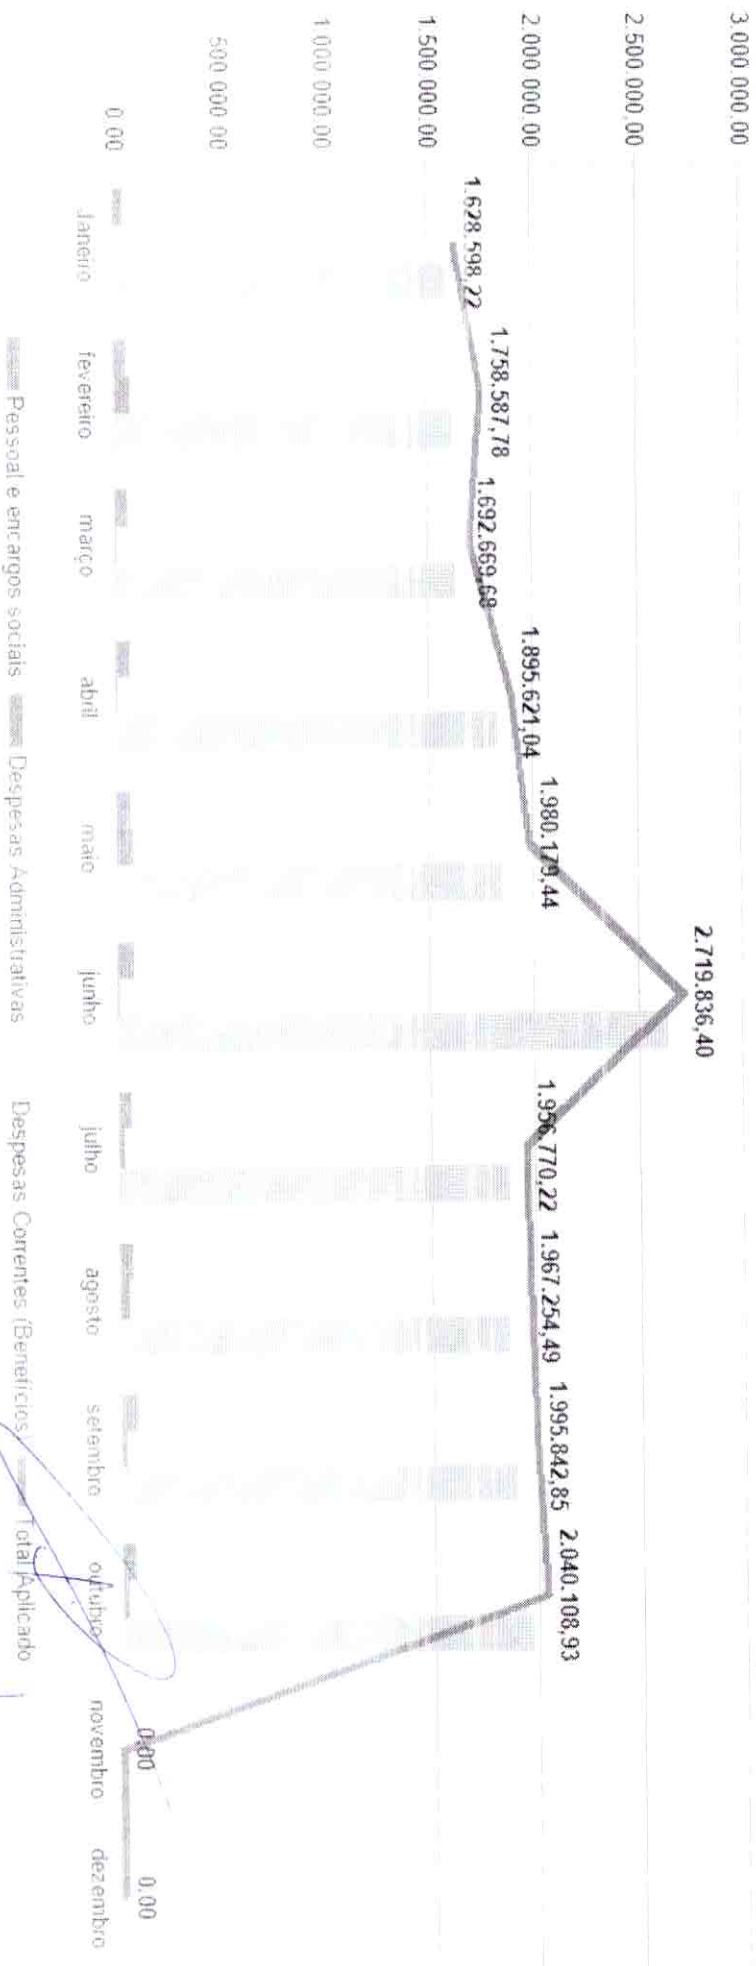 3.000.000,00
2.500.000,00
2.000.000,00
1.500.000,00
1.000.000,00
500.000,00
0,00
1.628.598,22
1.758.587,78
1.692.669,68
1.895.621,04
1.980.179,44
2.719.836,40
1.956.770,22
1.967.254,49
1.995.842,85
2.040.108,93
0,00
0,00
Janeiro
fevereiro
março
abril
maio
junho
julho
agosto
setembro
outubro
novembro
dezembro
Pessoal e encargos sociais
Despesas Administrativas
Despesas Correntes (Benefícios)
Total Aplicado